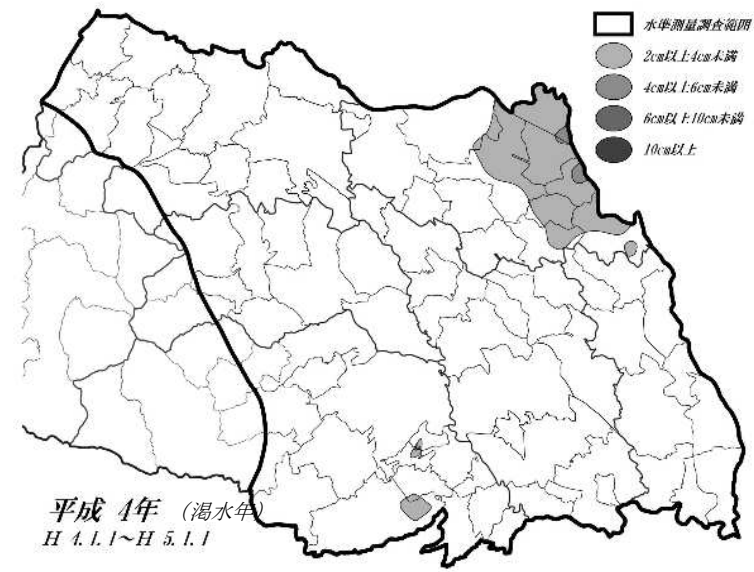 水準測量調査範囲
2cm以上4cm未満
4cm以上6cm未満
6cm以上10cm未満
10cm以上
平成 4年 (渇水年)
H 4.1.1～H 5.1.1